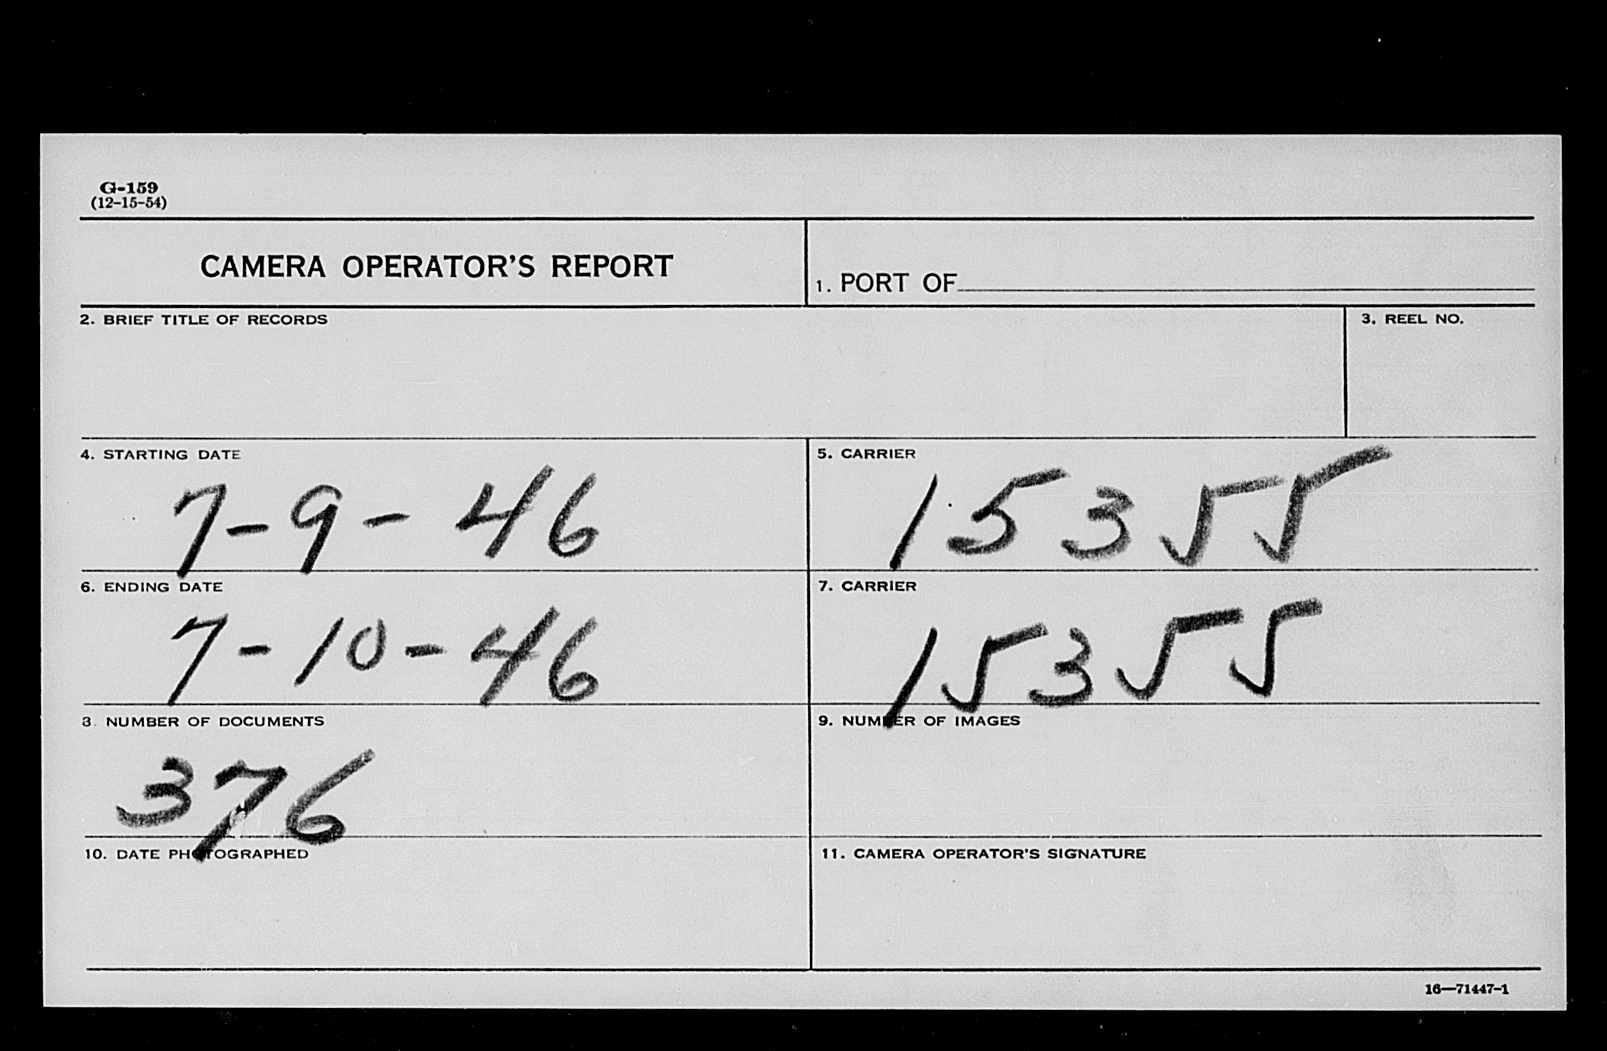 G-159
(12-15-54)
CAMERA OPERATOR'S REPORT
1. PORT OF
2. BRIEF TITLE OF RECORDS
3. REEL NO.
4. STARTING DATE
7-9-46
5. CARRIER
15355
6. ENDING DATE
7-10-46
7. CARRIER
15355
8. NUMBER OF DOCUMENTS
376
9. NUMBER OF IMAGES
10. DATE PHOTOGRAPHED
11. CAMERA OPERATOR'S SIGNATURE
16—71447-1